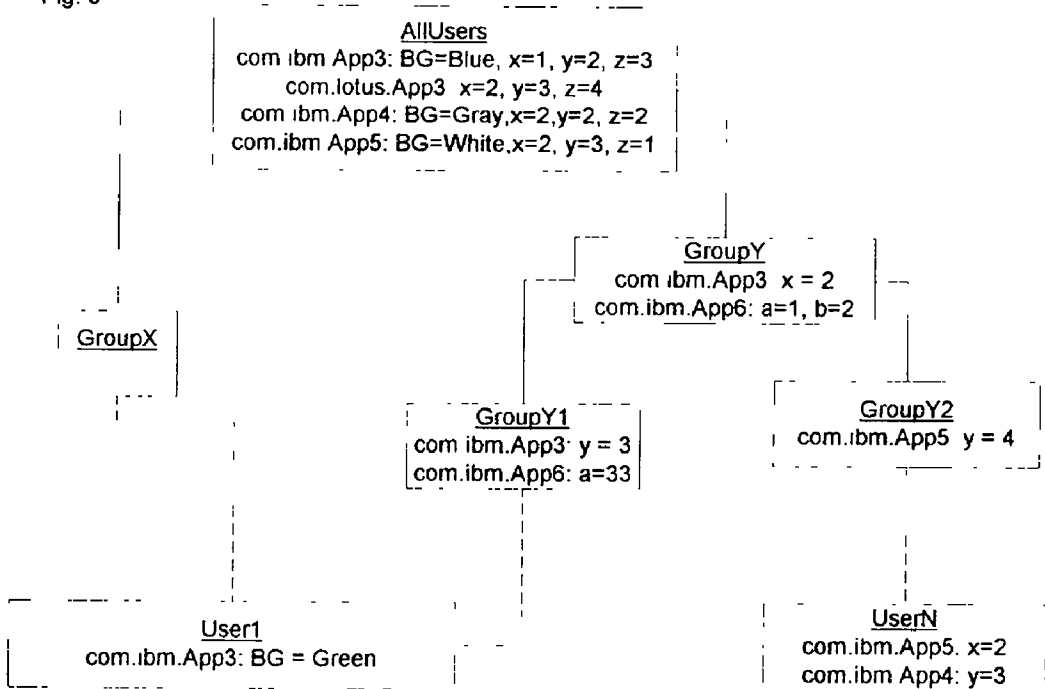 AllUsers
com ibm App3: BG=Blue, x=1, y=2, z=3
com.lotus.App3 x=2, y=3, z=4
com ibm.App4: BG=Gray,x=2,y=2, z=2
com.ibm App5: BG=White,x=2, y=3, z=1
GroupY
com ibm.App3 x = 2
com.ibm.App6: a=1, b=2
GroupX
GroupY1
com ibm.App3: y = 3
com.ibm.App6: a=33
GroupY2
com.ibm.App5 y = 4
User1
com.ibm.App3: BG = Green
UserN
com.ibm.App5. x=2
com.ibm App4: y=3